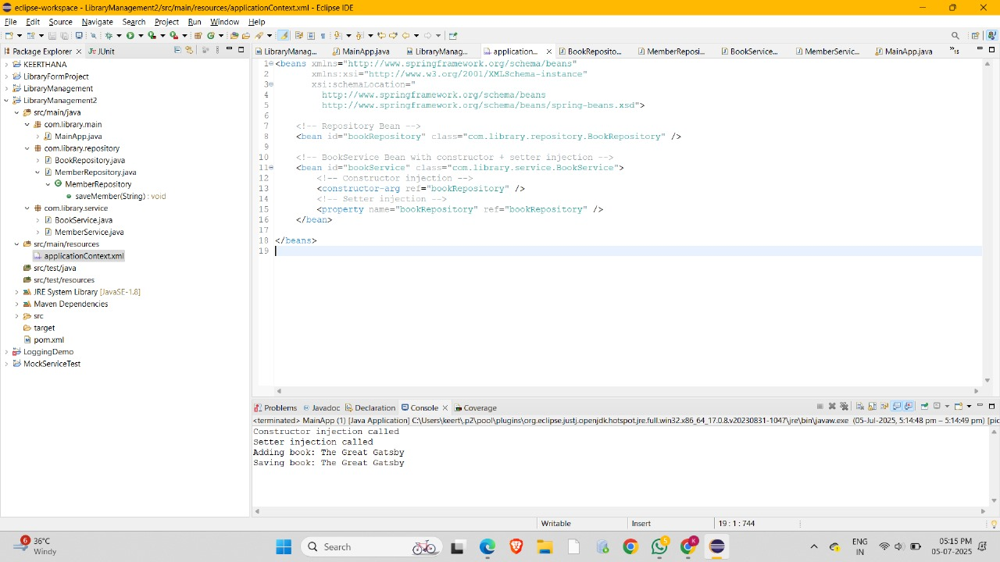 eclipse-workspace - LibraryManagement2/src/main/resources/applicationContext.xml - Eclipse IDE
File Edit Source Navigate Search Project Run Window Help
Package Explorer JUnit
LibraryManag... MainApp.java LibraryManag... application... BookReposito... MemberReposi... BookService... MemberServic... MainApp.java »15
KEERTHANA
LibraryFormProject
LibraryManagement
LibraryManagement2
src/main/java
com.library.main
MainApp.java
com.library.repository
BookRepository.java
MemberRepository.java
MemberRepository
saveMember(String) : void
com.library.service
BookService.java
MemberService.java
src/main/resources
applicationContext.xml
src/test/java
src/test/resources
JRE System Library [JavaSE-1.8]
Maven Dependencies
src
target
pom.xml
LoggingDemo
MockServiceTest
1 <beans xmlns="http://www.springframework.org/schema/beans"
2 xmlns:xsi="http://www.w3.org/2001/XMLSchema-instance"
3 xsi:schemaLocation="
4 http://www.springframework.org/schema/beans
5 http://www.springframework.org/schema/beans/spring-beans.xsd">
6
7 <!-- Repository Bean -->
8 <bean id="bookRepository" class="com.library.repository.BookRepository" />
9
10 <!-- BookService Bean with constructor + setter injection -->
11 <bean id="bookService" class="com.library.service.BookService">
12 <!-- Constructor injection -->
13 <constructor-arg ref="bookRepository" />
14 <!-- Setter injection -->
15 <property name="bookRepository" ref="bookRepository" />
16 </bean>
17
18 </beans>
19
Problems Javadoc Declaration Console Coverage
<terminated> MainApp (1) [Java Application] C:\Users\keert\.p2\pool\plugins\org.eclipse.justj.openjdk.hotspot.jre.full.win32.x86_64_17.0.8.v20230831-1047\jre\bin\javaw.exe (05-Jul-2025, 5:14:48 pm – 5:14:49 pm) [pic
Constructor injection called
Setter injection called
Adding book: The Great Gatsby
Saving book: The Great Gatsby
Writable Insert 19 : 1 : 744
6 36°C
Windy
Search
5 K
ENG
IN
05:15 PM
05-07-2025